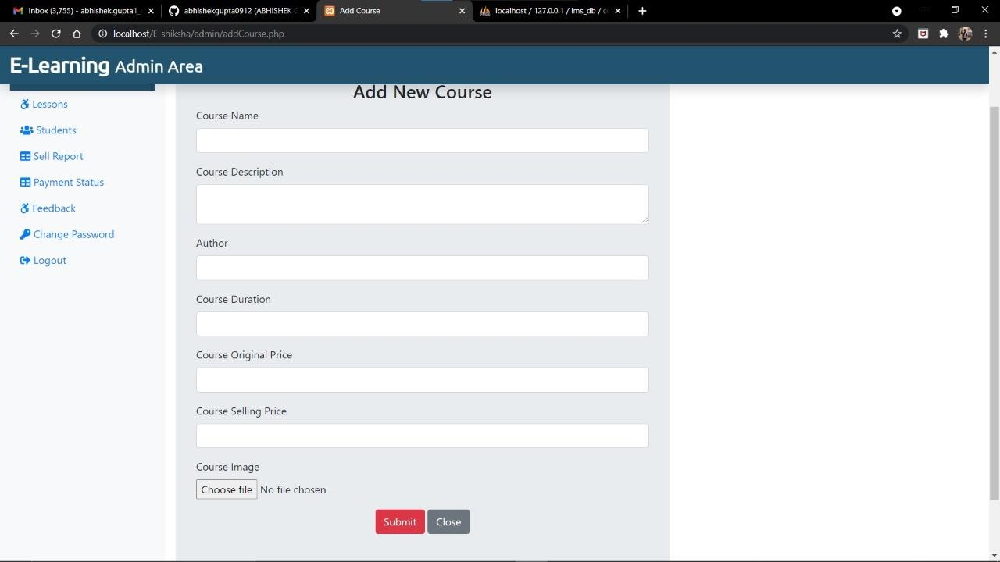 Inbox (3,755) - abhishek.gupta1_
abhishekgupta0912 (ABHISHEK G
Add Course
localhost / 127.0.0.1 / lms_db / co
localhost/E-shiksha/admin/addCourse.php
E-Learning Admin Area
Lessons
Students
Sell Report
Payment Status
Feedback
Change Password
Logout
Add New Course
Course Name
Course Description
Author
Course Duration
Course Original Price
Course Selling Price
Course Image
Choose file No file chosen
Submit Close